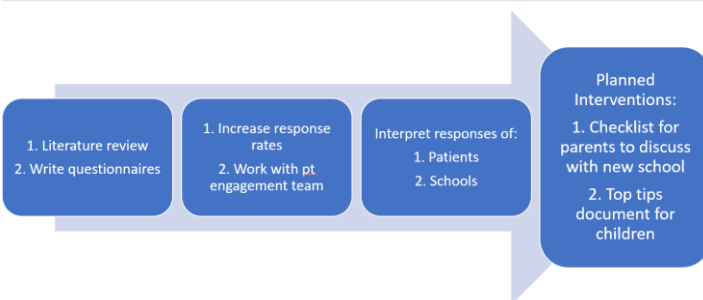 1. Literature review
2. Write questionnaires
1. Increase response
rates
2. Work with pt
engagement team
Interpret responses of:
1. Patients
2. Schools
Planned
Interventions:
1. Checklist for
parents to discuss
with new school
2. Top tips
document for
children